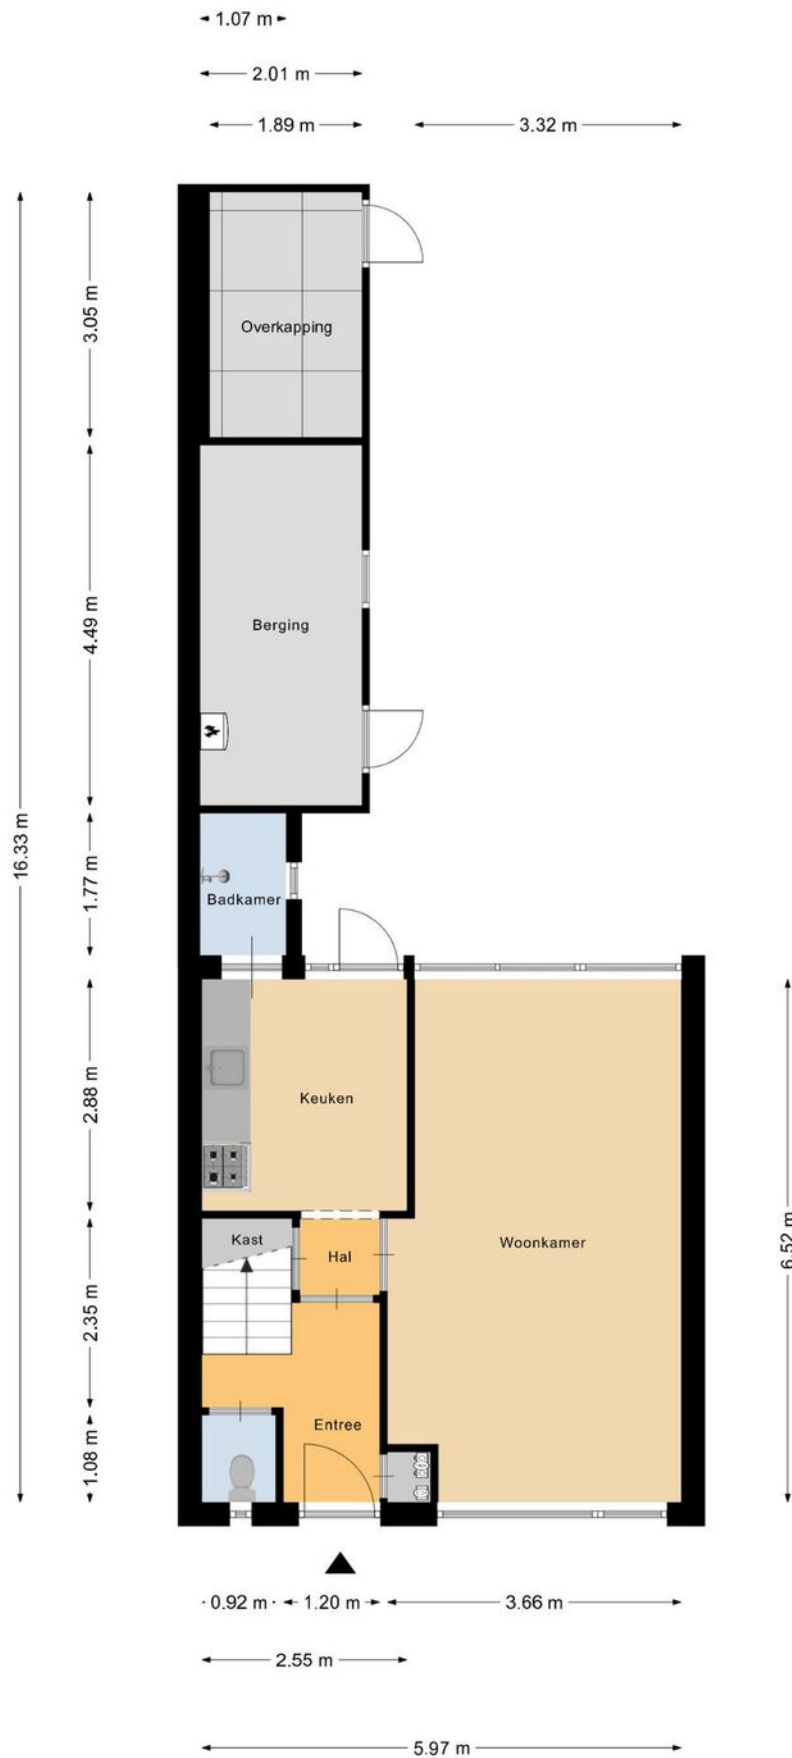 1.07 m
2.01 m
1.89 m
3.32 m
3.05 m
Overkapping
4.49 m
Berging
16.33 m
1.77 m
Badkamer
2.88 m
Keuken
6.52 m
Woonkamer
Kast
Hal
2.35 m
Entree
1.08 m
0.92 m
1.20 m
3.66 m
2.55 m
5.97 m